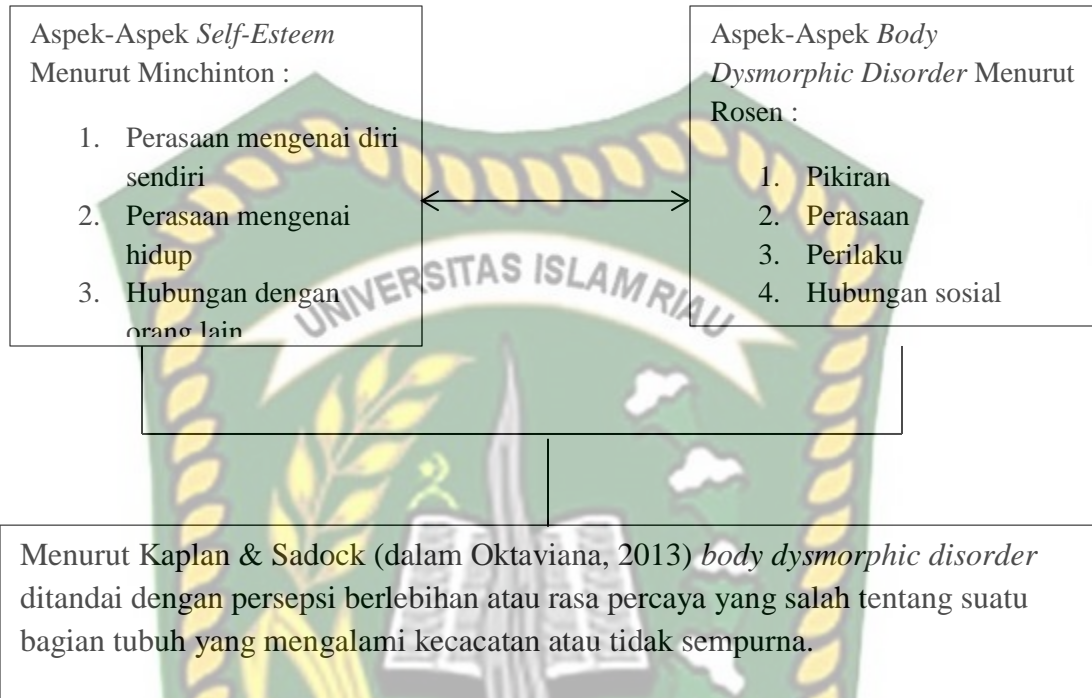 Aspek-Aspek Self-Esteem
Menurut Minchinton :
1. Perasaan mengenai diri
sendiri
2. Perasaan mengenai
hidup
3. Hubungan dengan
orang lain
Aspek-Aspek Body
Dysmorphic Disorder Menurut
Rosen :
1. Pikiran
2. Perasaan
3. Perilaku
4. Hubungan sosial
UNIVERSITAS ISLAM RIAU
Menurut Kaplan & Sadock (dalam Oktaviana, 2013) body dysmorphic disorder
ditandai dengan persepsi berlebihan atau rasa percaya yang salah tentang suatu
bagian tubuh yang mengalami kecacatan atau tidak sempurna.